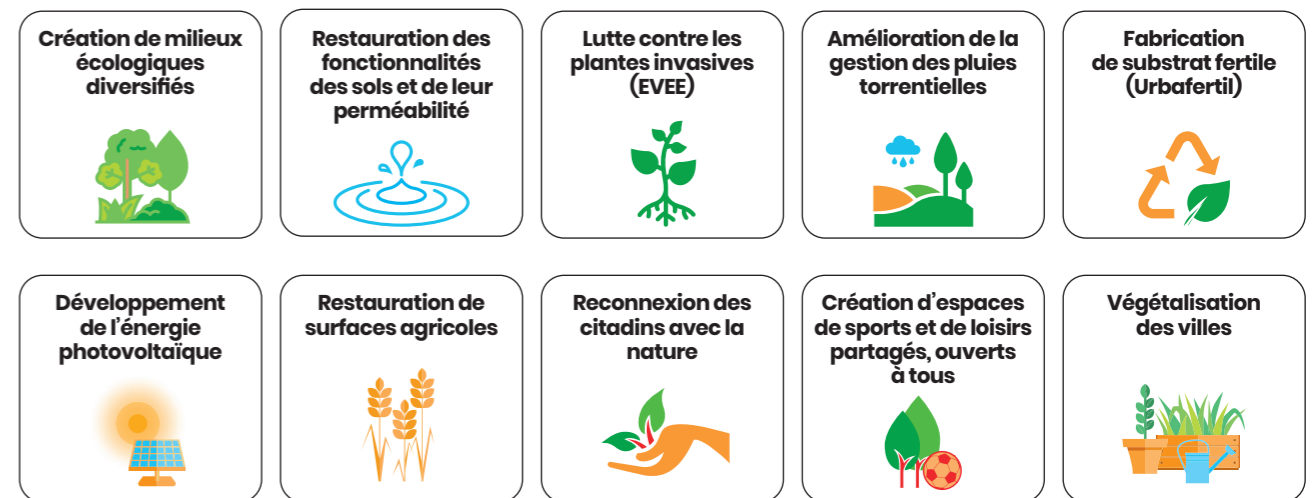 Création de milieux
écologiques
diversifiés
Restauration des
fonctionnalités
des sols et de leur
perméabilité
Lutte contre les
plantes invasives
(EVEE)
Amélioration de la
gestion des pluies
torrentielles
Fabrication
de substrat fertile
(Urbafertil)
Développement
de l’énergie
photovoltaïque
Restauration de
surfaces agricoles
Reconnexion des
citadins avec la
nature
Création d’espaces
de sports et de loisirs
partagés, ouverts
à tous
Végétalisation
des villes